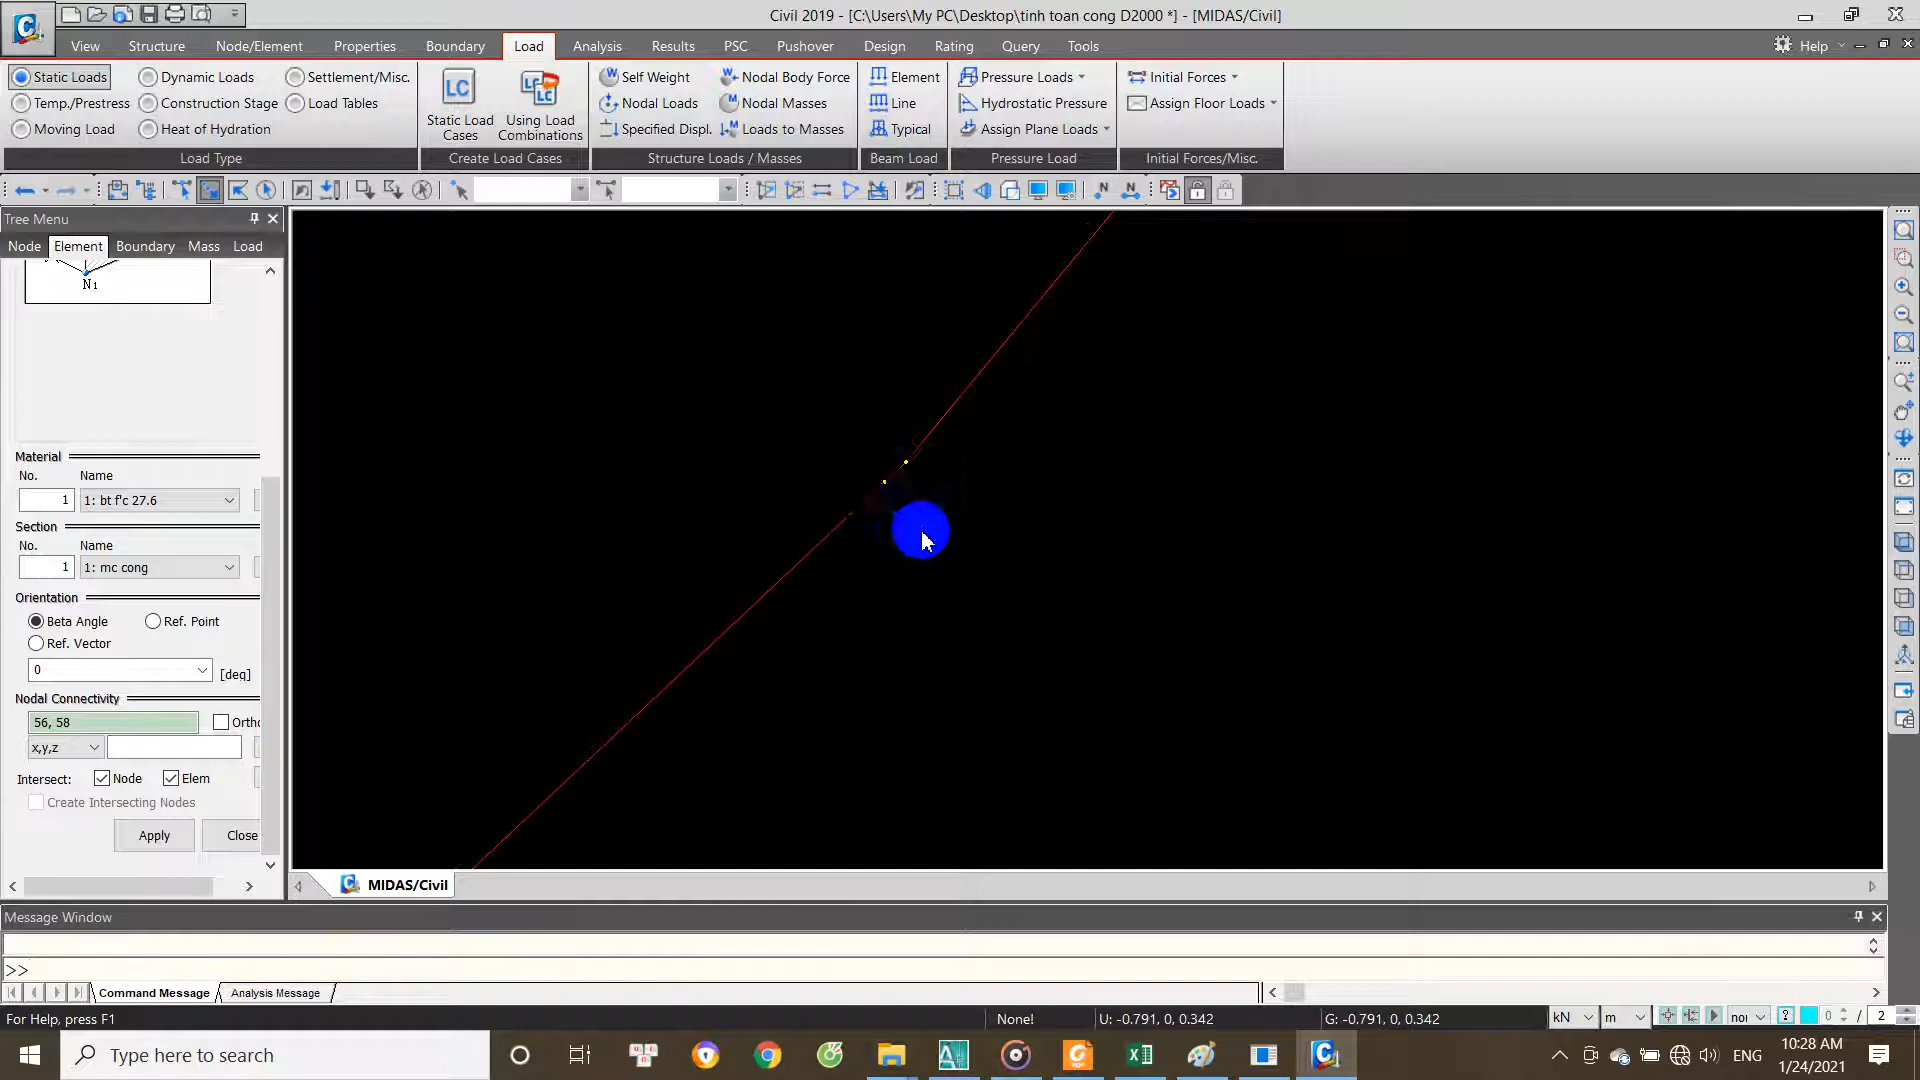 Civil 2019 - [C:\Users\My PC\Desktop\tinh toan cong D2000 *] - [MIDAS/Civil]
View Structure Node/Element Properties Boundary Load Analysis Results PSC Pushover Design Rating Query Tools Help
Static Loads Dynamic Loads Settlement/Misc. Self Weight Nodal Body Force Element Pressure Loads Initial Forces
Temp./Prestress Construction Stage Load Tables Nodal Loads Nodal Masses Line Hydrostatic Pressure Assign Floor Loads
LC LC LC
Static Load Cases Using Load Combinations
Moving Load Heat of Hydration Specified Displ. Loads to Masses Typical Assign Plane Loads
Load Type Create Load Cases Structure Loads / Masses Beam Load Pressure Load Initial Forces/Misc.
Tree Menu
Node Element Boundary Mass Load
N1
Material
No. Name
1 1: bt f'c 27.6
Section
No. Name
1 1: mc cong
Orientation
Beta Angle Ref. Point
Ref. Vector
0 [deg]
Nodal Connectivity
56, 58 Ortho
x,y,z
Intersect: Node Elem
Create Intersecting Nodes
Apply Close
MIDAS/Civil
Message Window
>>
Command Message Analysis Message
For Help, press F1 None! U: -0.791, 0, 0.342 G: -0.791, 0, 0.342 kN m nor 0 / 2
Type here to search ENG 10:28 AM
1/24/2021